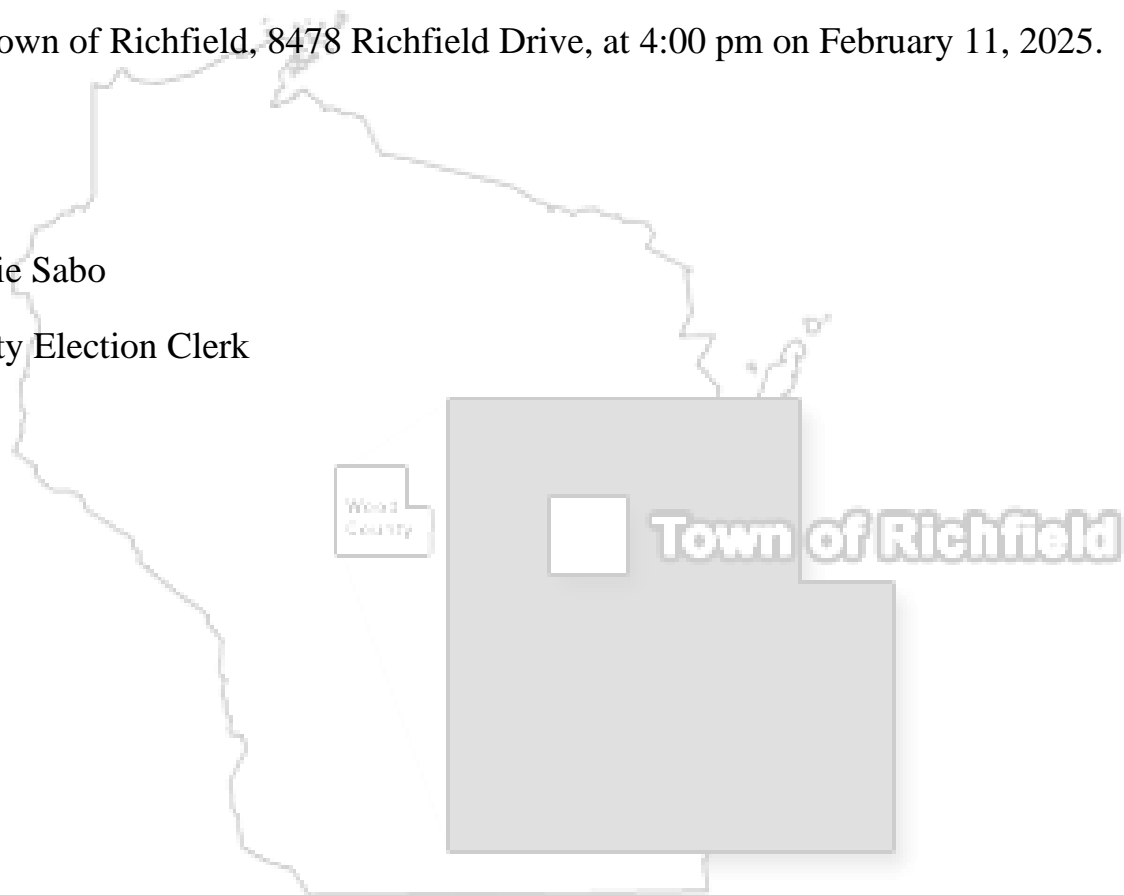 own of Richfield, 8478 Richfield Drive, at 4:00 pm on February 11, 2025.
ie Sabo
ty Election Clerk
Wood
County
Town of Richfield